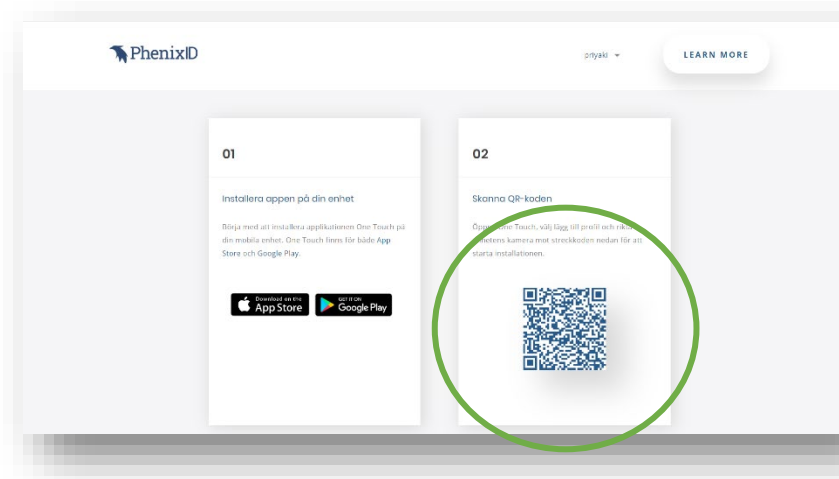 PhenixID
priyaki
LEARN MORE
01
Installera appen på din enhet
Börja med att installera applikationen One Touch på
din mobila enhet. One Touch finns för både App
Store och Google Play.
Download on the
App Store
GET IT ON
Google Play
02
Skanna QR-koden
One Touch, välj lägg till profil och rikta
enhetens kamera mot streckkoden nedan för att
starta installationen.